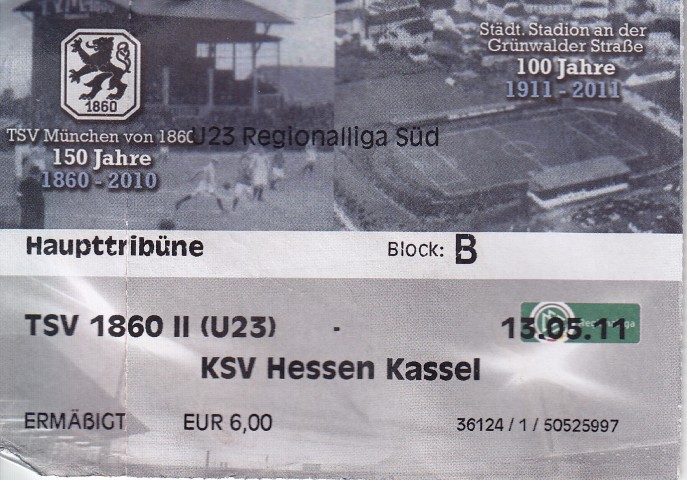 Städt. Stadion an der
Grünwalder Straße
100 Jahre
1911 - 2011
1860
TSV München von 1860
150 Jahre
1860 - 2010
U23 Regionalliga Süd
Haupttribüne Block: B
TSV 1860 II (U23) - 13.05.11
KSV Hessen Kassel
ERMÄßIGT EUR 6,00 36124 / 1 / 50525997